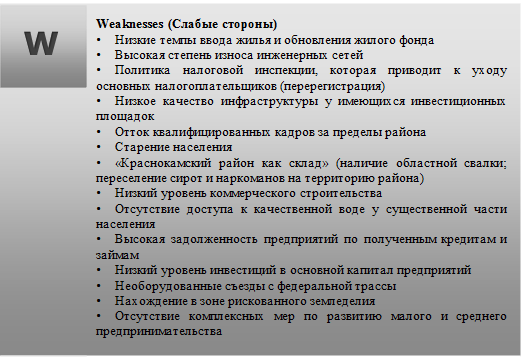 W
Weaknesses (Слабые стороны)
• Низкие темпы ввода жилья и обновления жилого фонда
• Высокая степень износа инженерных сетей
• Политика налоговой инспекции, которая приводит к уходу
основных налогоплательщиков (перерегистрация)
• Низкое качество инфраструктуры у имеющихся инвестиционных
площадок
• Отток квалифицированных кадров за пределы района
• Старение населения
• «Краснокамский район как склад» (наличие областной свалки;
переселение сирот и наркоманов на территорию района)
• Низкий уровень коммерческого строительства
• Отсутствие доступа к качественной воде у существенной части
населения
• Высокая задолженность предприятий по полученным кредитам и
займам
• Низкий уровень инвестиций в основной капитал предприятий
• Необорудованные съезды с федеральной трассы
• Нахождение в зоне рискованного земледелия
• Отсутствие комплексных мер по развитию малого и среднего
предпринимательства